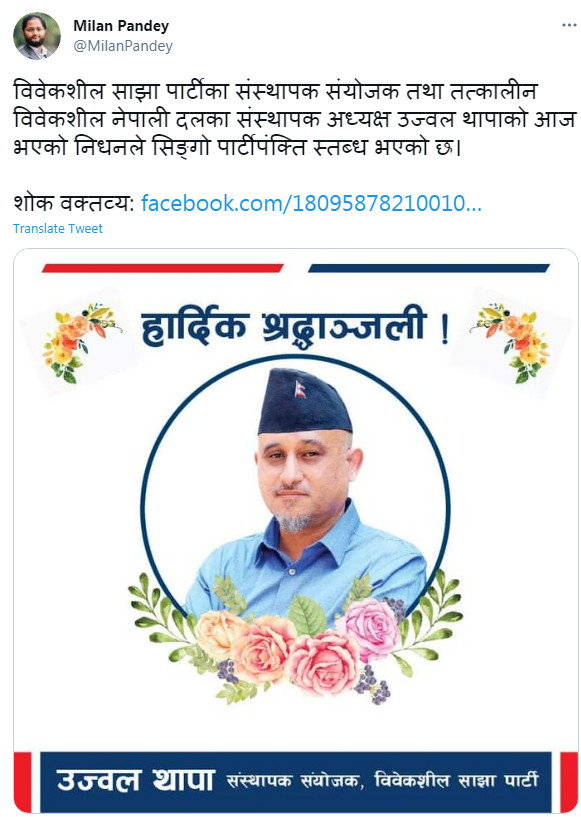 Milan Pandey
@MilanPandey
विवेकशील साझा पार्टीका संस्थापक संयोजक तथा तत्कालीन
विवेकशील नेपाली दलका संस्थापक अध्यक्ष उज्वल थापाको आज
भएको निधनले सिङ्गो पार्टीपंक्ति स्तब्ध भएको छ।
शोक वक्तव्य: facebook.com/18095878210010...
Translate Tweet
हार्दिक श्रद्धाञ्जली !
उज्वल थापा संस्थापक संयोजक, विवेकशील साझा पार्टी